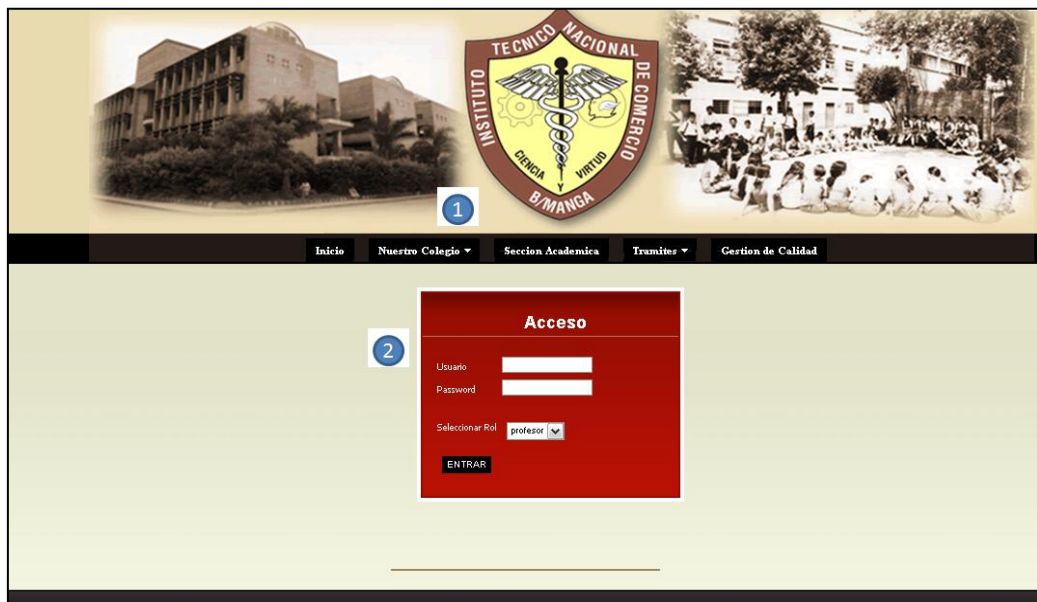 INSTITUTO TECNICO NACIONAL DE COMERCIO
CIENCIA Y VIRTUD
B/MANGA
1
Inicio Nuestro Colegio Seccion Academica Tramites Gestion de Calidad
Acceso
2
Usuario
Password
Seleccionar Rol profesor
ENTRAR